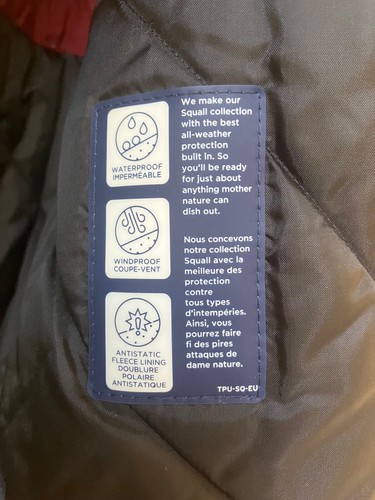 WATERPROOF
IMPERMÉABLE
WINDPROOF
COUPE-VENT
ANTISTATIC
FLEECE LINING
DOUBLURE
POLAIRE
ANTISTATIQUE
We make our
Squall collection
with the best
all-weather
protection
built in. So
you'll be ready
for just about
anything mother
nature can
dish out.
Nous concevons
notre collection
Squall avec la
meilleure des
protection
contre
tous types
d'intempéries.
Ainsi, vous
pourrez faire
fi des pires
attaques de
dame nature.
TPU-SQ-EU